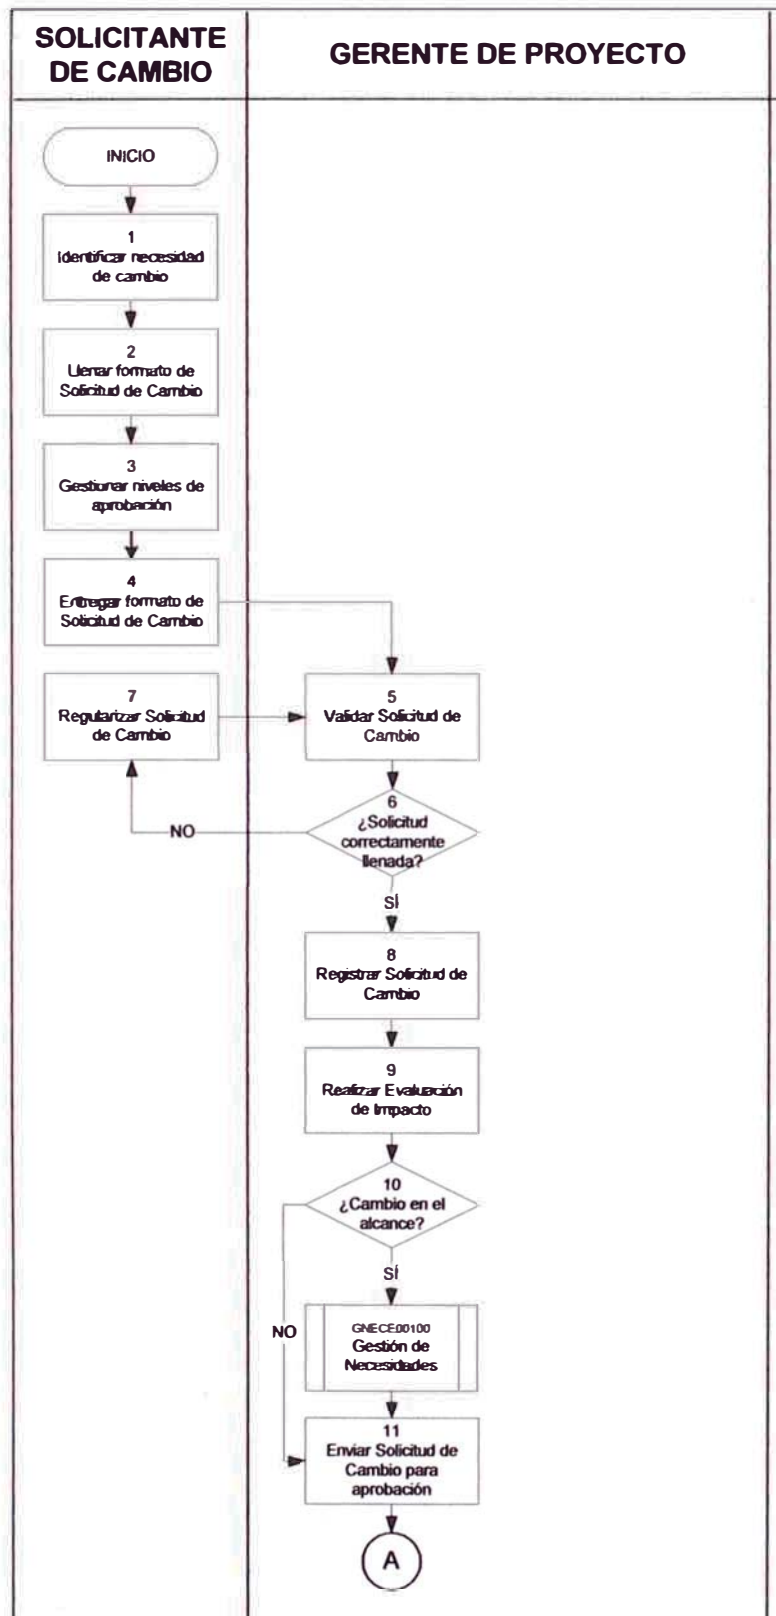 SOLICITANTE
DE CAMBIO
GERENTE DE PROYECTO
INICIO
1
Identificar necesidad
de cambio
2
Llenar formato de
Solicitud de Cambio
3
Gestionar niveles de
aprobación
4
Entregar formato de
Solicitud de Cambio
7
Regularizar Solicitud
de Cambio
5
Validar Solicitud de
Cambio
6
¿Solicitud
correctamente
llenada?
NO
SÍ
8
Registrar Solicitud de
Cambio
9
Realizar Evaluación
de Impacto
10
¿Cambio en el
alcance?
SÍ
NO
GNECE00100
Gestión de
Necesidades
11
Enviar Solicitud de
Cambio para
aprobación
A